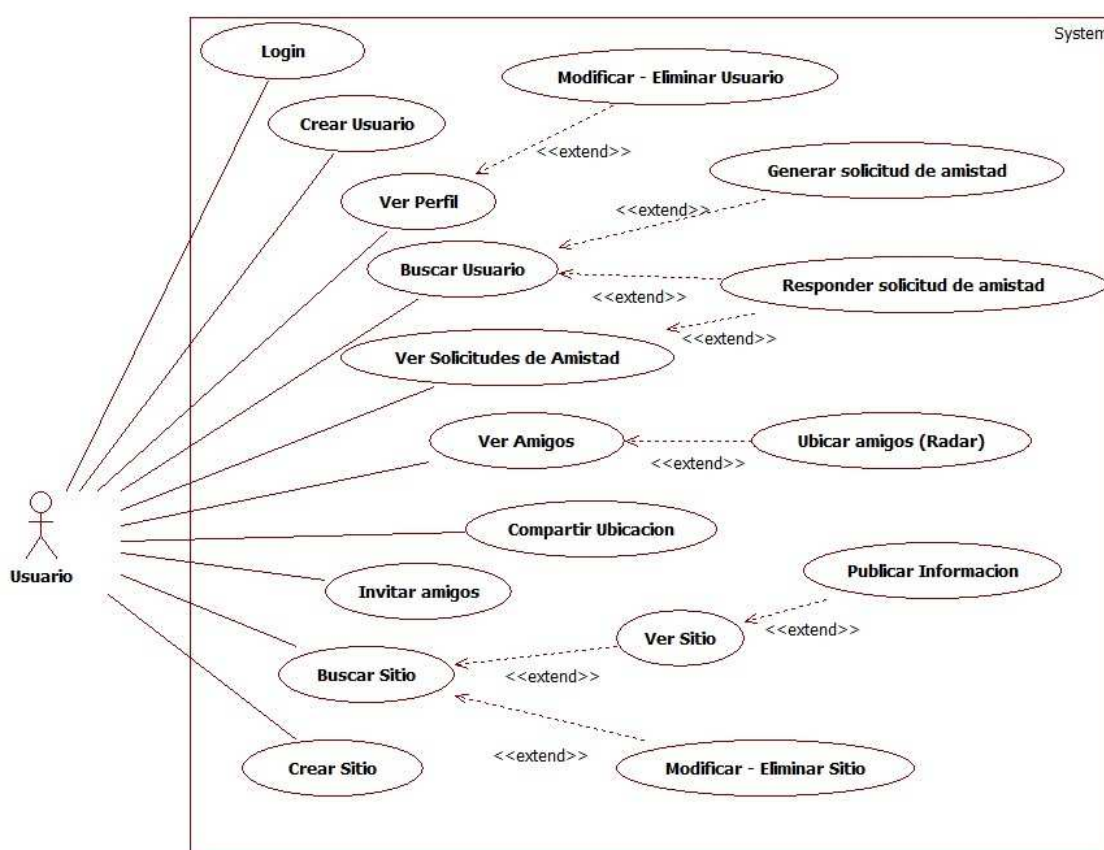 System
Login
Modificar - Eliminar Usuario
Crear Usuario
<<extend>>
Generar solicitud de amistad
Ver Perfil
<<extend>>
Buscar Usuario
Responder solicitud de amistad
<<extend>>
<<extend>>
Ver Solicitudes de Amistad
Ver Amigos
Ubicar amigos (Radar)
<<extend>>
Compartir Ubicacion
Usuario
Publicar Informacion
Invitar amigos
<<extend>>
Ver Sitio
Buscar Sitio
<<extend>>
<<extend>>
Crear Sitio
Modificar - Eliminar Sitio